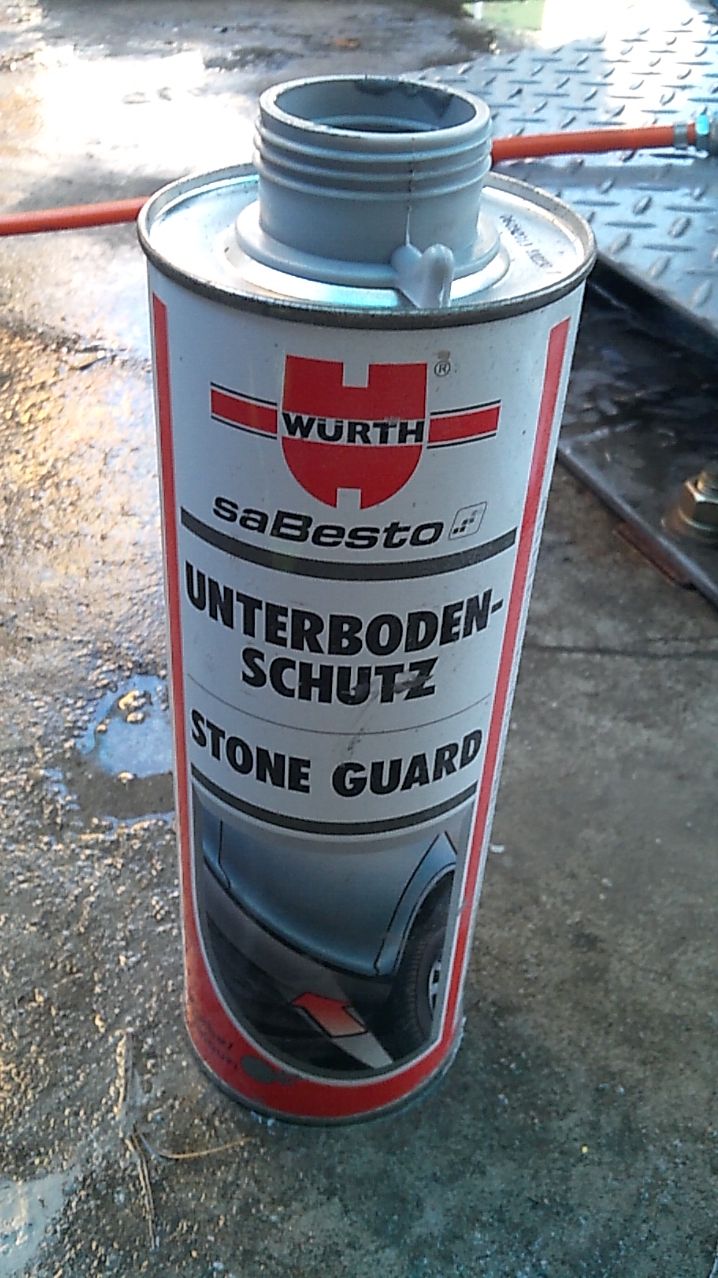 WÜRTH
®
saBesto
UNTERBODEN-
SCHUTZ
STONE GUARD